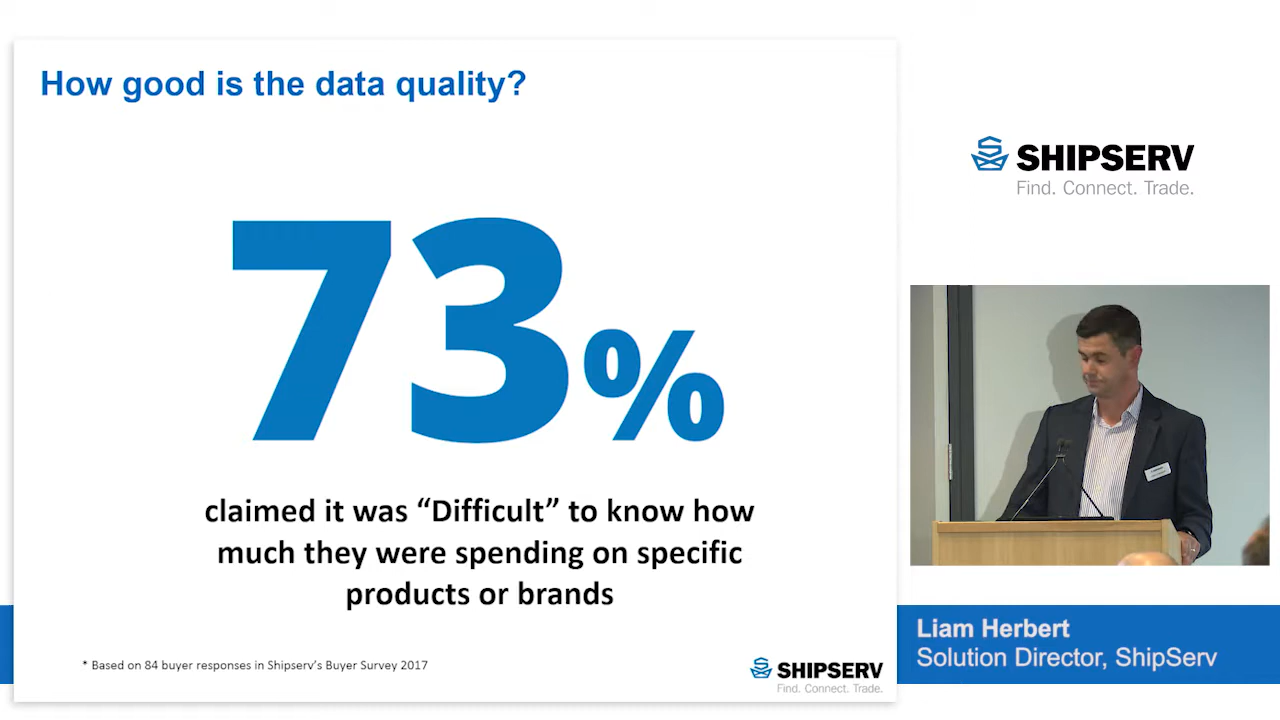 How good is the data quality?
73%
claimed it was “Difficult” to know how
much they were spending on specific
products or brands
* Based on 84 buyer responses in Shipserv’s Buyer Survey 2017
SHIPSERV
Find. Connect. Trade.
SHIPSERV
Find. Connect. Trade.
Liam Herbert
Solution Director, ShipServ